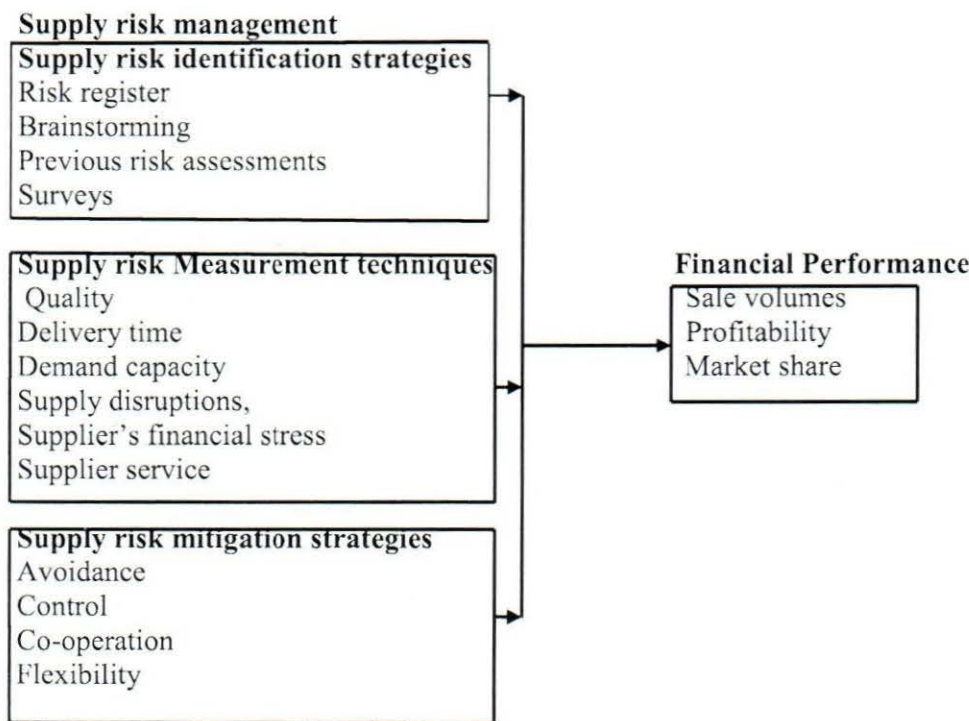 Supply risk management
Supply risk identification strategies
Risk register
Brainstorming
Previous risk assessments
Surveys
Supply risk Measurement techniques
Quality
Delivery time
Demand capacity
Supply disruptions,
Supplier's financial stress
Supplier service
Supply risk mitigation strategies
Avoidance
Control
Co-operation
Flexibility
Financial Performance
Sale volumes
Profitability
Market share